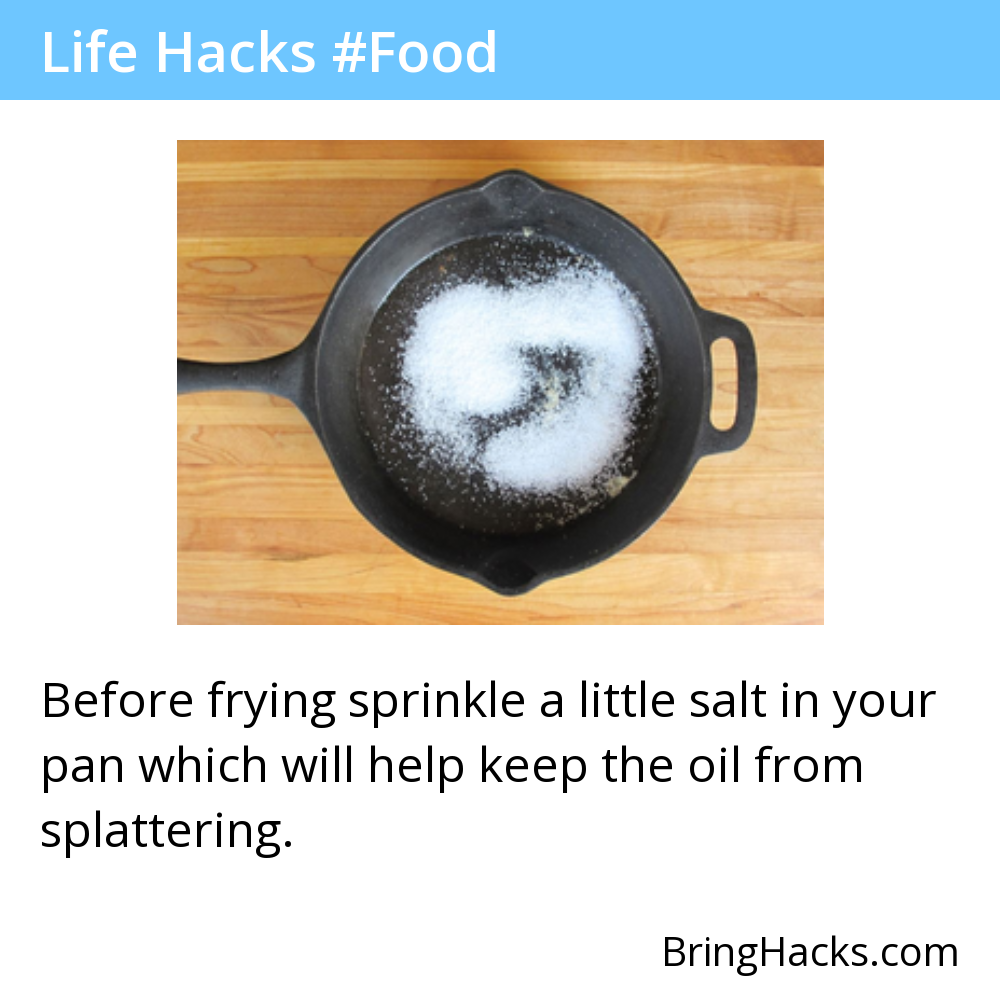 Life Hacks #Food
Before frying sprinkle a little salt in your
pan which will help keep the oil from
splattering.
BringHacks.com